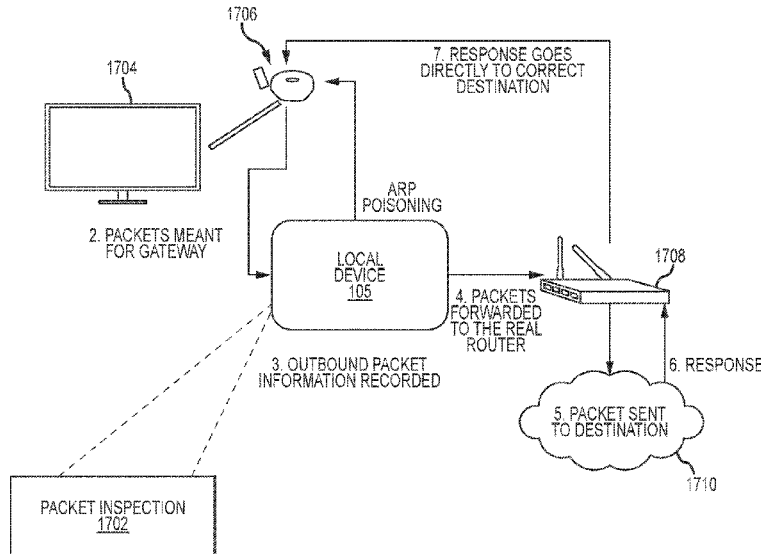 1706
1704
7. RESPONSE GOES
DIRECTLY TO CORRECT
DESTINATION
ARP
POISONING
2. PACKETS MEANT
FOR GATEWAY
LOCAL
DEVICE
105
1708
4. PACKETS
FORWARDED
TO THE REAL
ROUTER
3. OUTBOUND PACKET
INFORMATION RECORDED
6. RESPONSE
5. PACKET SENT
TO DESTINATION
1710
PACKET INSPECTION
1702